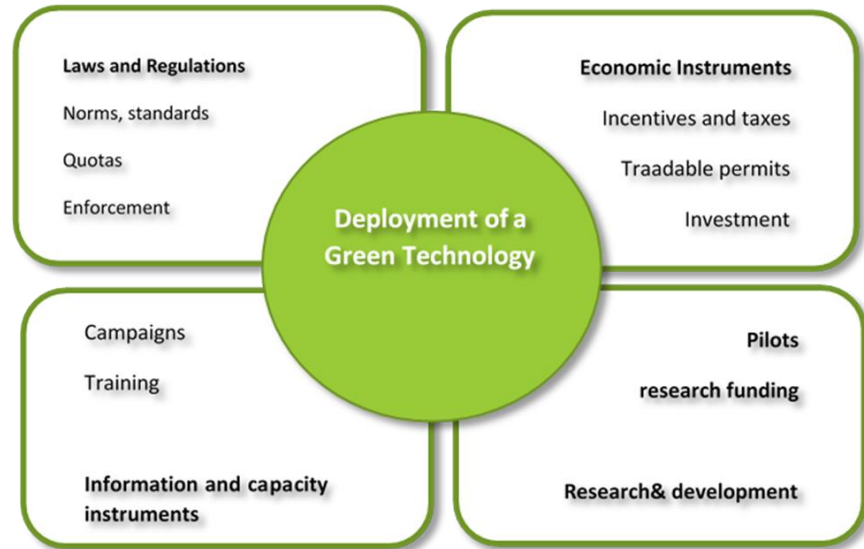 Laws and Regulations
Norms, standards
Quotas
Enforcement
Economic Instruments
Incentives and taxes
Traadable permits
Investment
Deployment of a
Green Technology
Campaigns
Training
Information and capacity
instruments
Pilots
research funding
Research& development